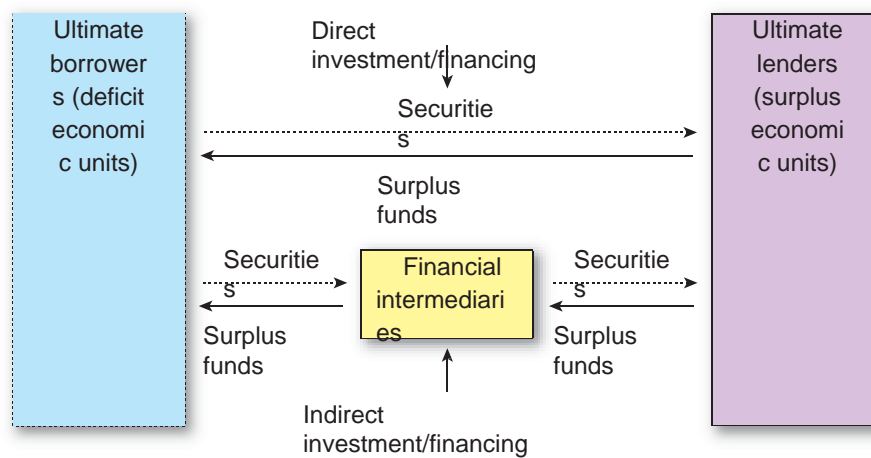 Ultimate
borrower
s (deficit
economi
c units)
Direct
investment/financing
Securitie
s
Surplus
funds
Ultimate
lenders
(surplus
economi
c units)
Securitie
s
Surplus
funds
Financial
intermediari
es
Securitie
s
Surplus
funds
Indirect
investment/financing